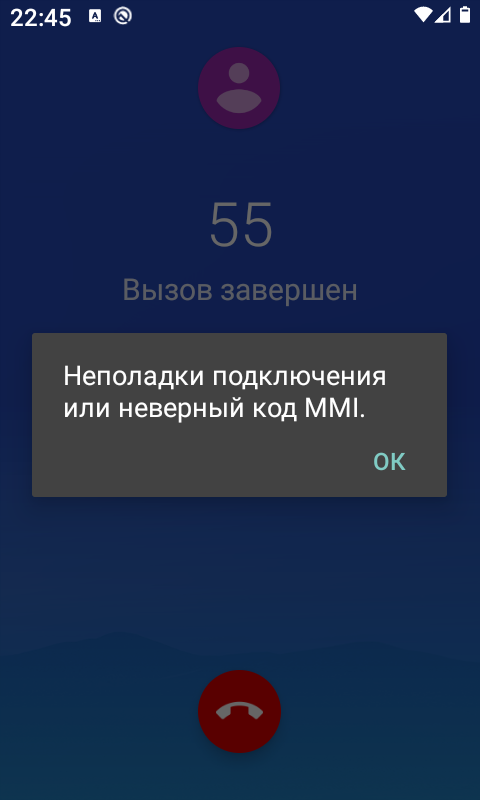 22:45
55
Вызов завершен
Неполадки подключения
или неверный код MMI.
ОК